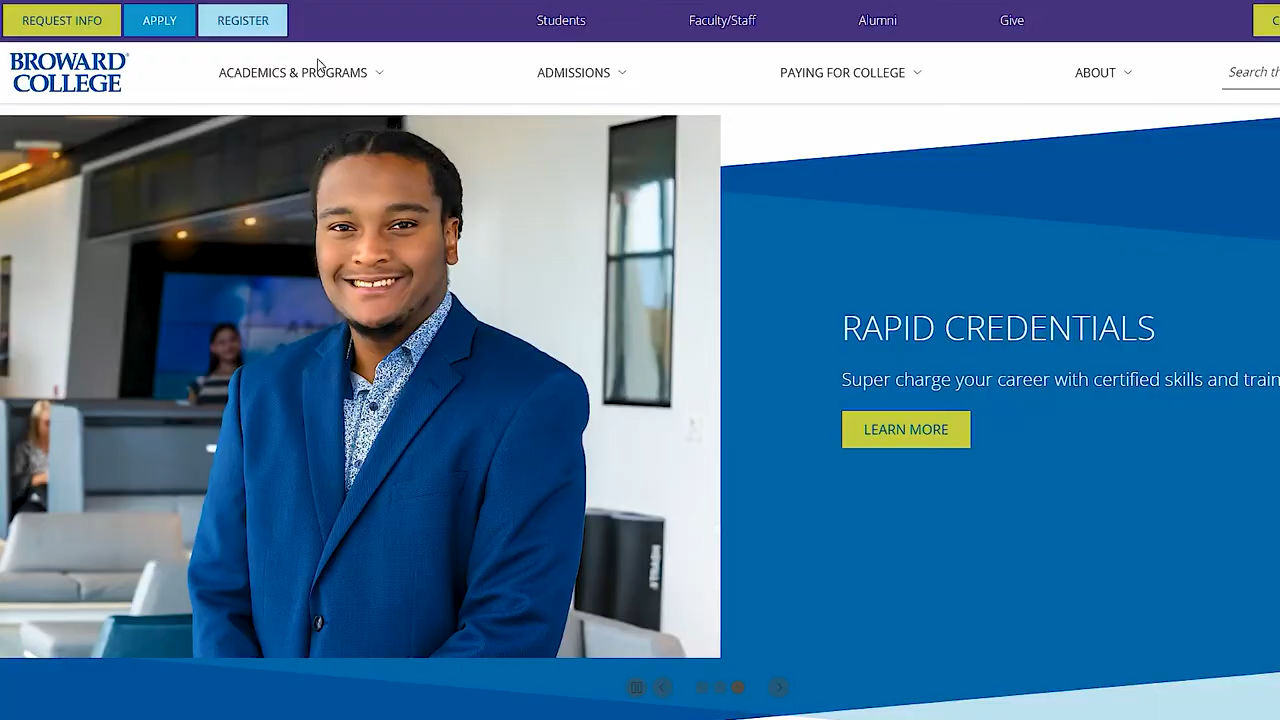 REQUEST INFO APPLY REGISTER Students Faculty/Staff Alumni Give C
BROWARD
COLLEGE
ACADEMICS & PROGRAMS ADMISSIONS PAYING FOR COLLEGE ABOUT Search th
RAPID CREDENTIALS
Super charge your career with certified skills and train
LEARN MORE